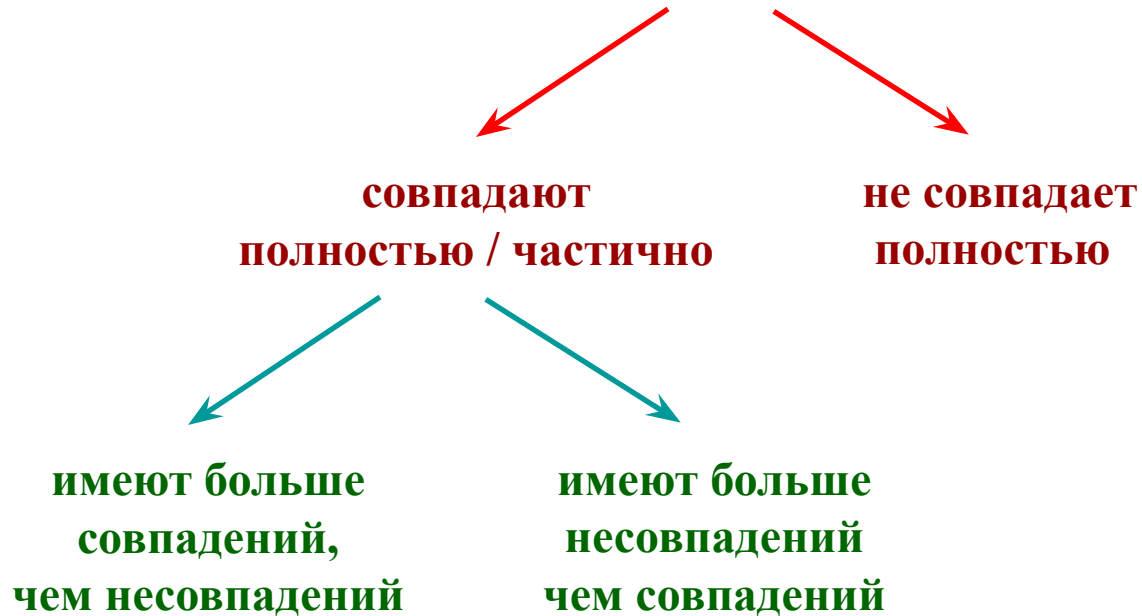 совпадают
полностью / частично
не совпадает
полностью
имеют больше
совпадений,
чем несовпадений
имеют больше
несовпадений
чем совпадений